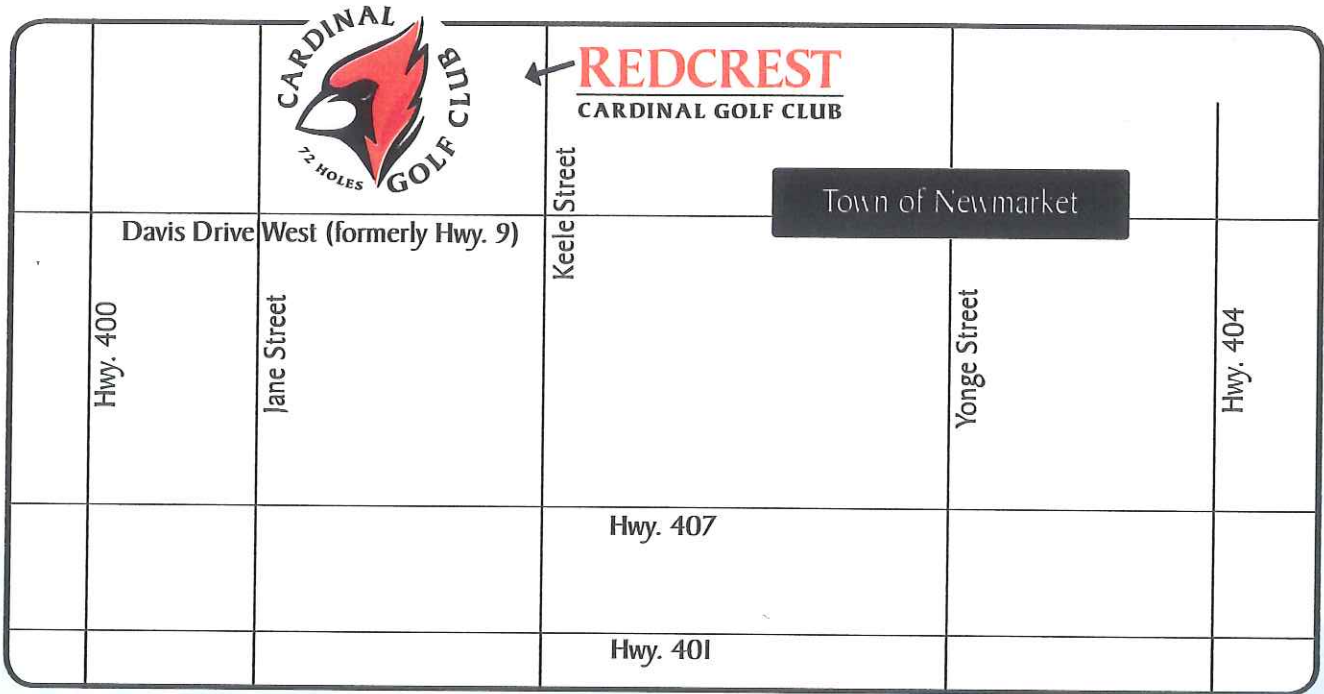 CARDINAL GOLF CLUB
72 HOLES
REDCREST
CARDINAL GOLF CLUB
Town of Newmarket
Keele Street
Davis Drive West (formerly Hwy. 9)
Hwy. 400
Jane Street
Yonge Street
Hwy. 404
Hwy. 407
Hwy. 401